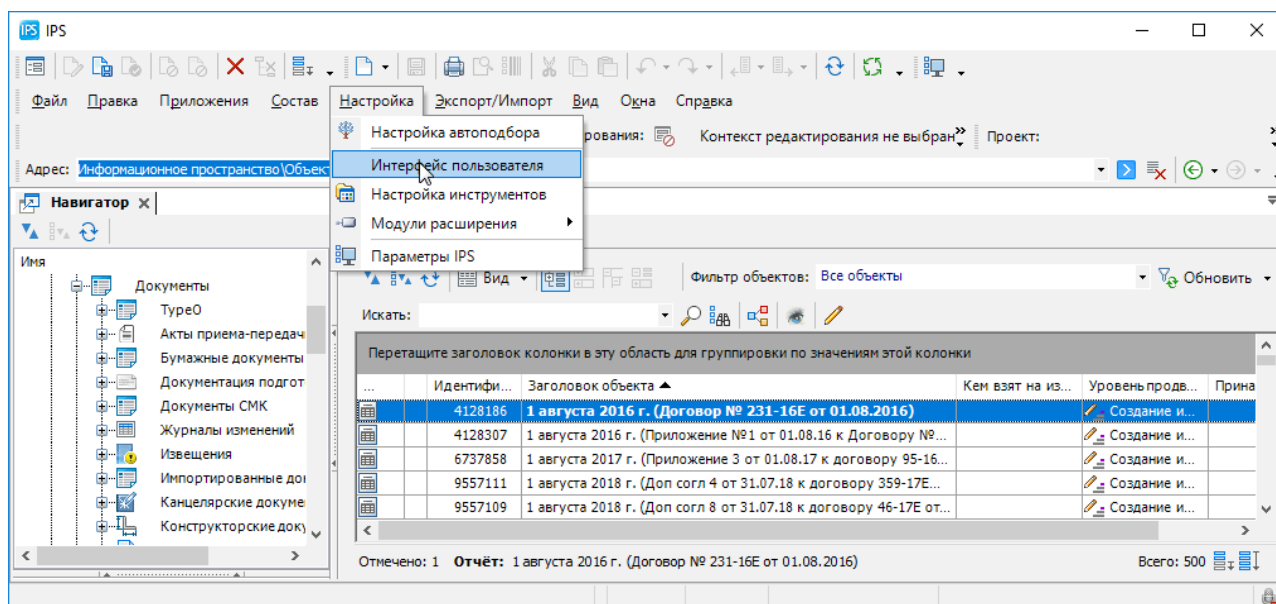 IPS IPS
Файл Правка Приложения Состав Настройка Экспорт/Импорт Вид Окна Справка
Настройка автоподбора
рования: Контекст редактирования не выбран Проект:
Адрес: Информационное пространство\Объект
Интерфейс пользователя
Настройка инструментов
Модули расширения
Параметры IPS
Навигатор
Имя
Документы
TypeO
Акты приема-передач
Бумажные документы
Документация подгот
Документы СМК
Журналы изменений
Извещения
Импортированные до
Канцелярские докуме
Конструкторские доку
Вид Фильтр объектов: Все объекты Обновить
Искать:
Перетащите заголовок колонки в эту область для группировки по значениям этой колонки
... Идентифи... Заголовок объекта Кем взят на из... Уровень продв... Прина
4128186 1 августа 2016 г. (Договор № 231-16Е от 01.08.2016) Создание и...
4128307 1 августа 2016 г. (Приложение №1 от 01.08.16 к Договору №... Создание и...
6737858 1 августа 2017 г. (Приложение 3 от 01.08.17 к договору 95-16... Создание и...
9557111 1 августа 2018 г. (Доп согл 4 от 31.07.18 к договору 359-17Е... Создание и...
9557109 1 августа 2018 г. (Доп согл 8 от 31.07.18 к договору 46-17Е от... Создание и...
Отмечено: 1 Отчёт: 1 августа 2016 г. (Договор № 231-16Е от 01.08.2016) Всего: 500